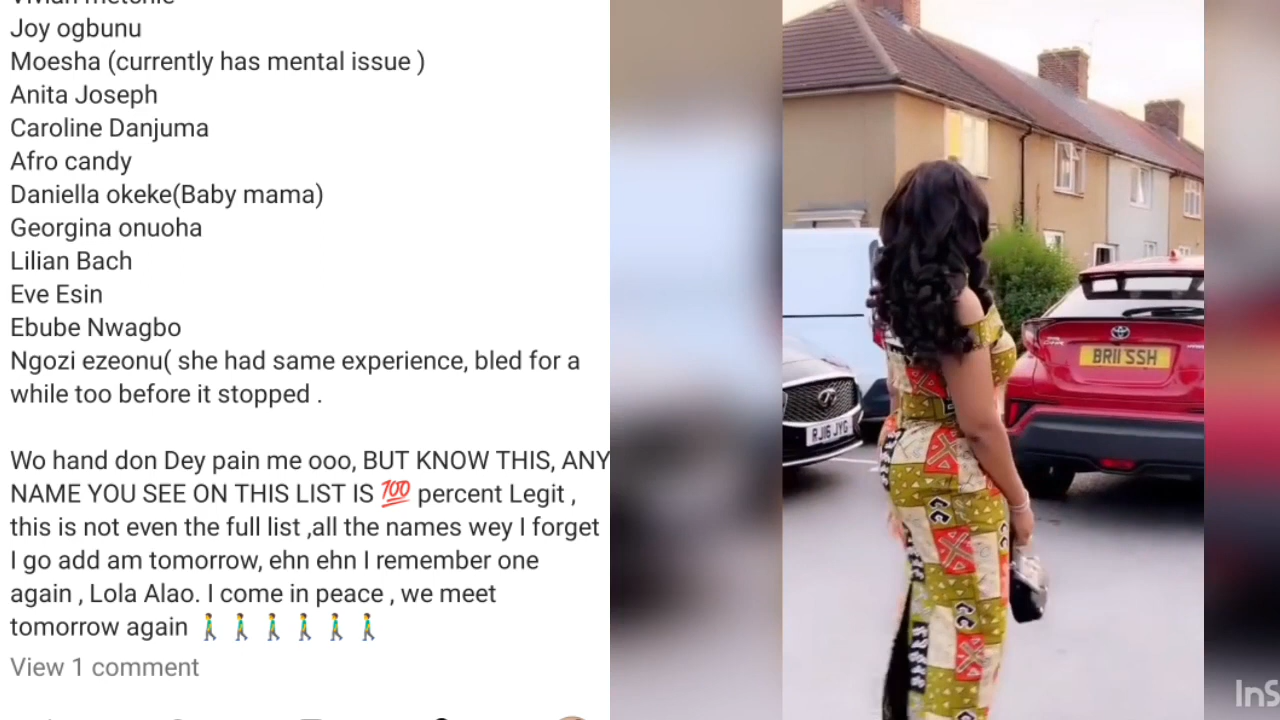 Joy ogbunu
Moesha (currently has mental issue )
Anita Joseph
Caroline Danjuma
Afro candy
Daniella okeke(Baby mama)
Georgina onuoha
Lilian Bach
Eve Esin
Ebube Nwagbo
Ngozi ezeonu( she had same experience, bled for a
while too before it stopped .
Wo hand don Dey pain me ooo, BUT KNOW THIS, ANY
NAME YOU SEE ON THIS LIST IS 💯 percent Legit ,
this is not even the full list ,all the names wey I forget
I go add am tomorrow, ehn ehn I remember one
again , Lola Alao. I come in peace , we meet
tomorrow again 🚶‍♂️🚶‍♂️🚶‍♂️🚶‍♂️🚶‍♂️🚶‍♂️
View 1 comment
RJ16 JYG
BR11 SSH
InS